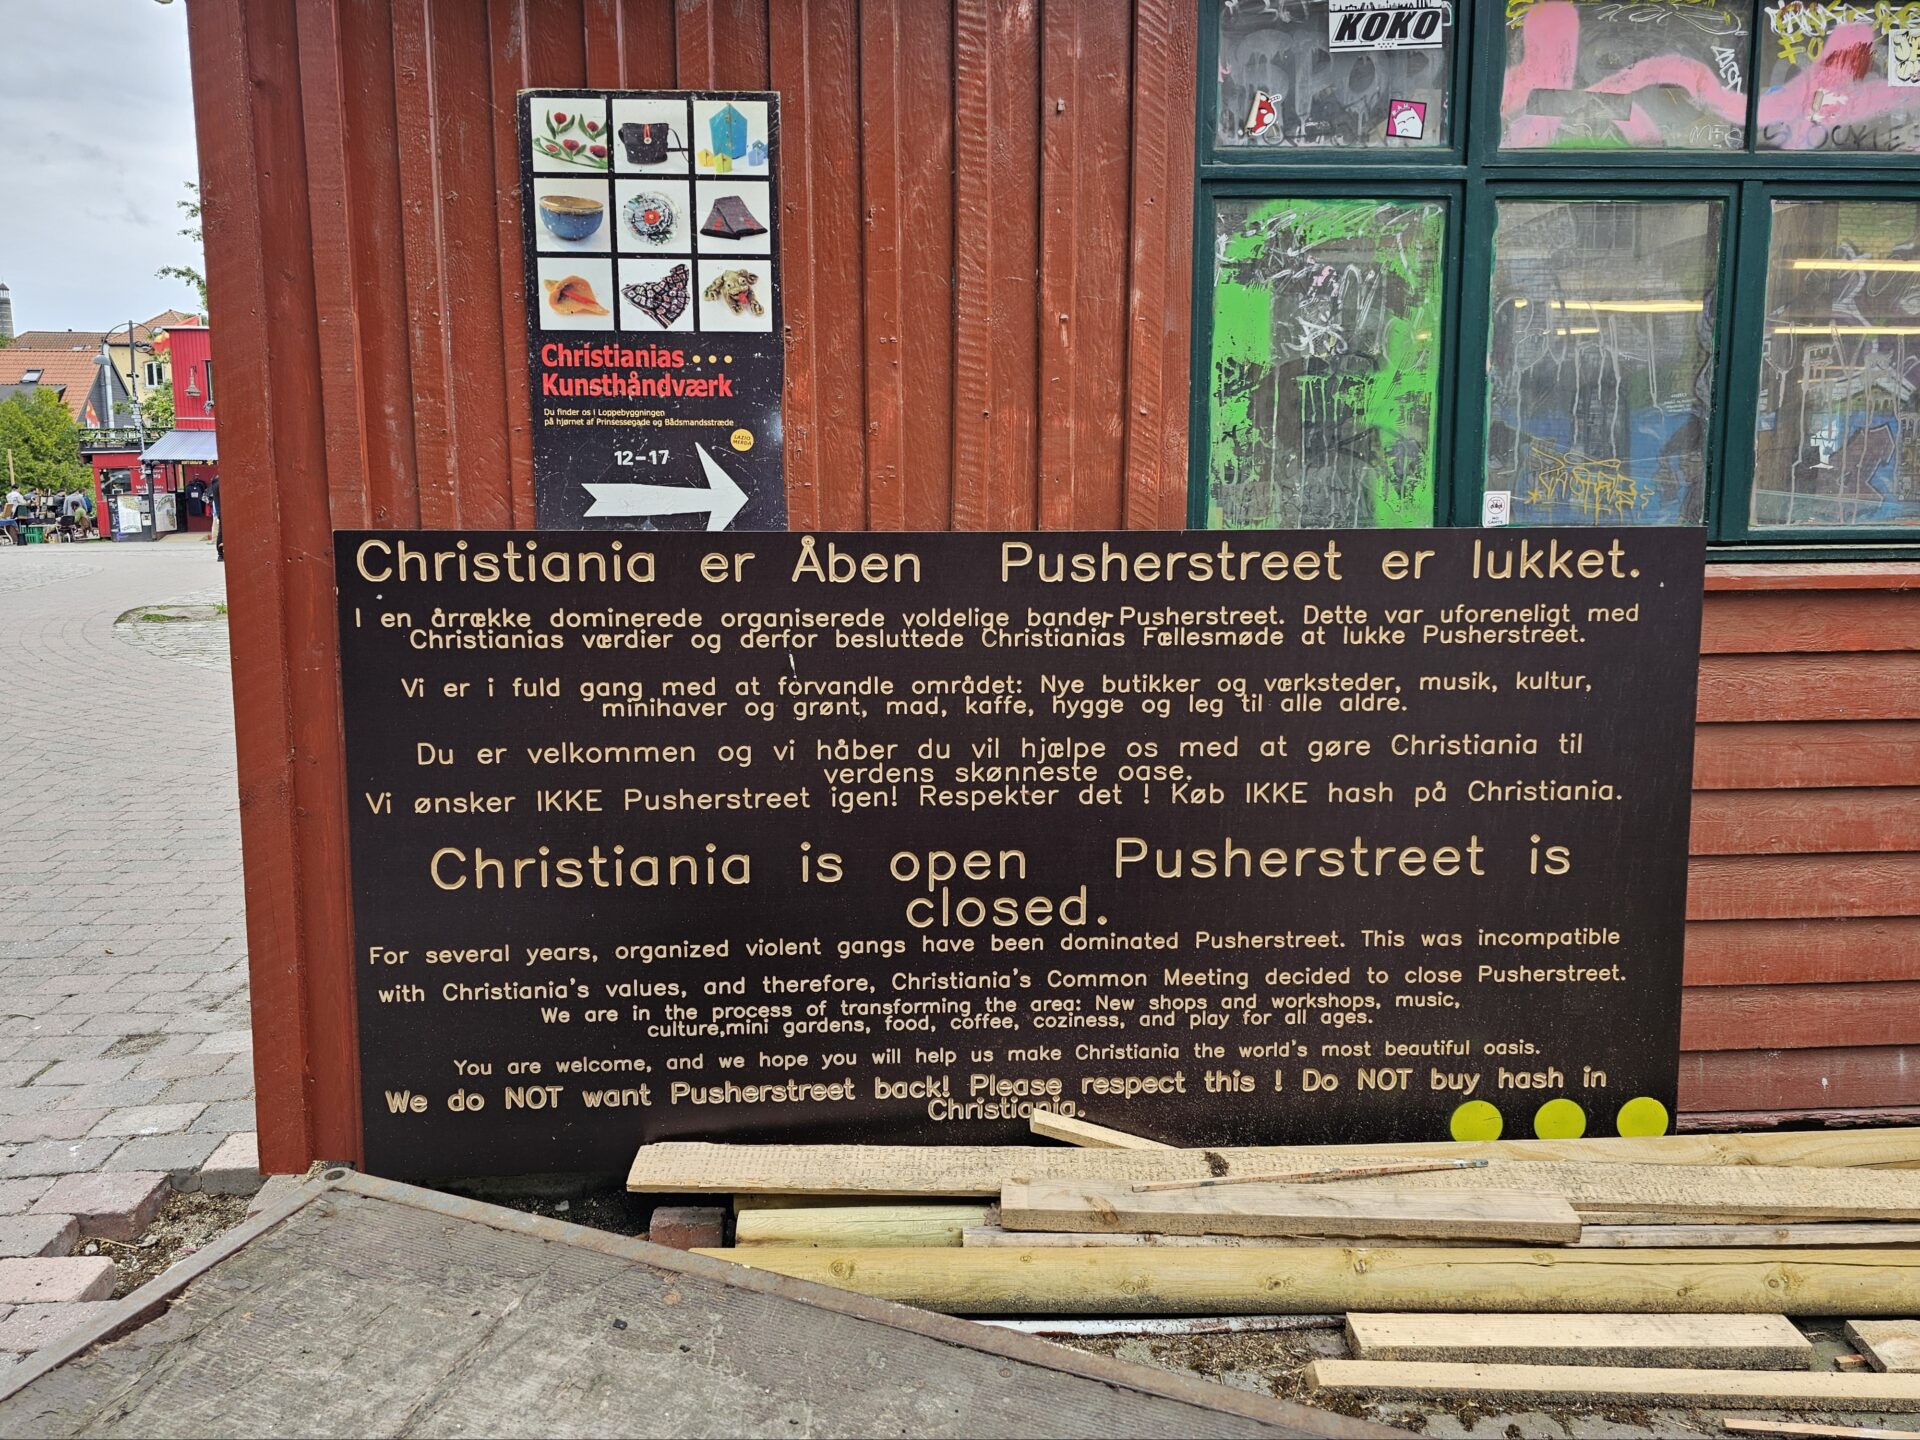 KOKO
Christianias
Kunsthåndværk
Du finder os i Loppebyggningen
på hjørnet af Prinsessegade og Bådsmandsstræde
12-17
Christiania er Åben Pusherstreet er lukket.
I en årrække dominerede organiserede voldelige bander Pusherstreet. Dette var uforeneligt med
Christianias værdier og derfor besluttede Christianias Fællesmøde at lukke Pusherstreet.
Vi er i fuld gang med at forvandle området: Nye butikker og værksteder, musik, kultur,
minihaver og grønt, mad, kaffe, hygge og leg til alle aldre.
Du er velkommen og vi håber du vil hjælpe os med at gøre Christiania til
verdens skønneste oase.
Vi ønsker IKKE Pusherstreet igen! Respekter det ! Køb IKKE hash på Christiania.
Christiania is open Pusherstreet is
closed.
For several years, organized violent gangs have been dominated Pusherstreet. This was incompatible
with Christiania's values, and therefore, Christiania's Common Meeting decided to close Pusherstreet.
We are in the process of transforming the area: New shops and workshops, music,
culture,mini gardens, food, coffee, coziness, and play for all ages.
You are welcome, and we hope you will help us make Christiania the world's most beautiful oasis.
We do NOT want Pusherstreet back! Please respect this ! Do NOT buy hash in
Christiania.